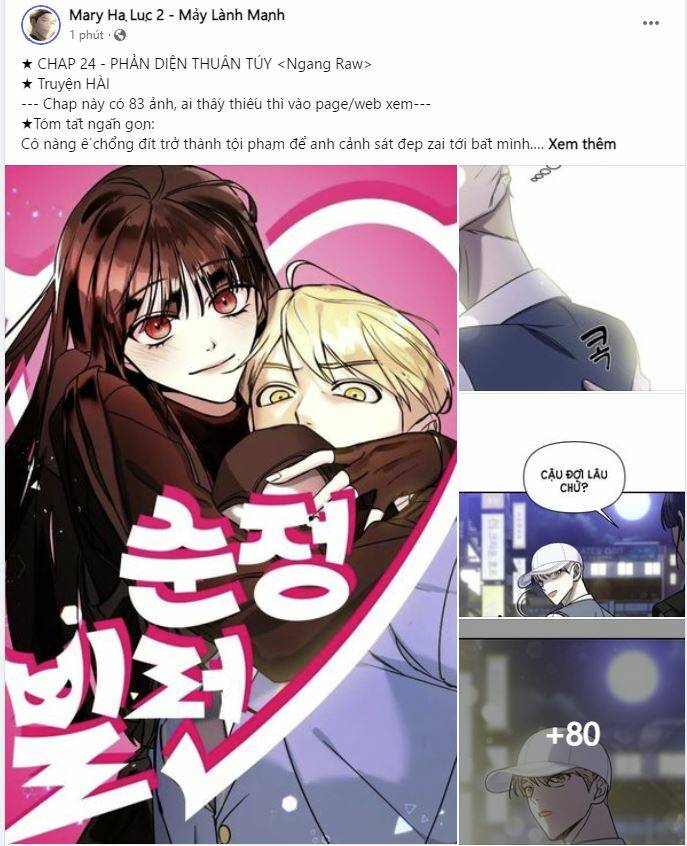 Mary Hạ Lục 2 - Mảy Lành Mạnh
1 phút ·
•••
★ CHAP 24 - PHẢN DIỆN THUẦN TÚY <Ngang Raw>
★ Truyện HÀI
--- Chap này có 83 ảnh, ai thấy thiếu thì vào page/web xem---
★Tóm tắt ngắn gọn:
Cô nàng ế chổng đít trở thành tội phạm để anh cảnh sát đẹp zai tới bắt mình.... Xem thêm
순정
빌런
콕
CẬU ĐỢI LÂU
CHỨ?
+80